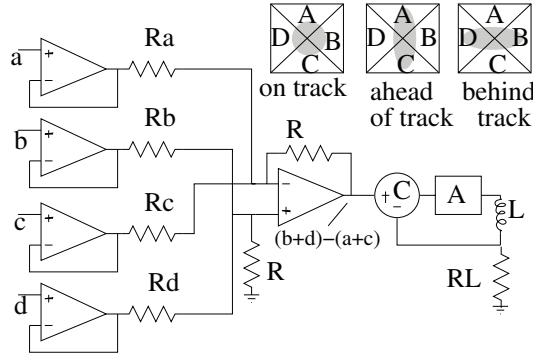 A
D B
C
on track
A
D B
C
ahead
of track
A
D B
C
behind
track
a
+
−
Ra
b
+
−
Rb
c
+
−
Rc
d
+
−
Rd
R
−
+
R
(b+d)−(a+c)
+
−
C
A
L
RL